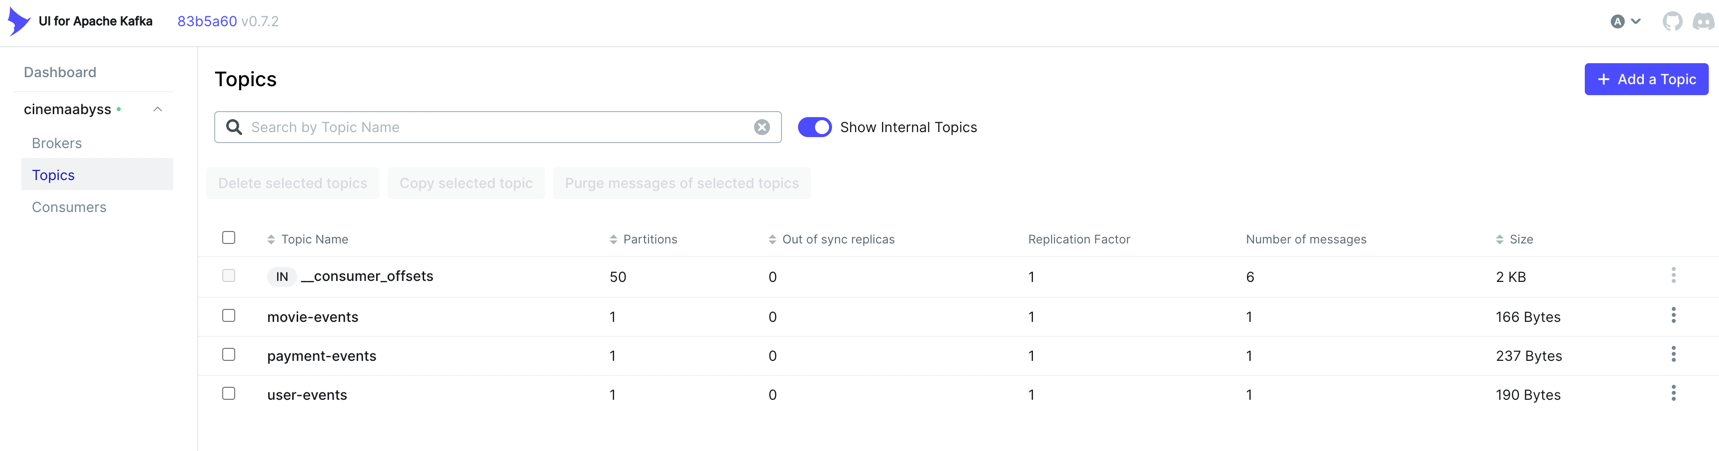 UI for Apache Kafka 83b5a60 v0.7.2 A
Dashboard
cinemaabyss
Brokers
Topics
Consumers
Topics
+ Add a Topic
Search by Topic Name
Show Internal Topics
Delete selected topics Copy selected topic Purge messages of selected topics
Topic Name Partitions Out of sync replicas Replication Factor Number of messages Size
IN __consumer_offsets 50 0 1 6 2 KB
movie-events 1 0 1 1 166 Bytes
payment-events 1 0 1 1 237 Bytes
user-events 1 0 1 1 190 Bytes